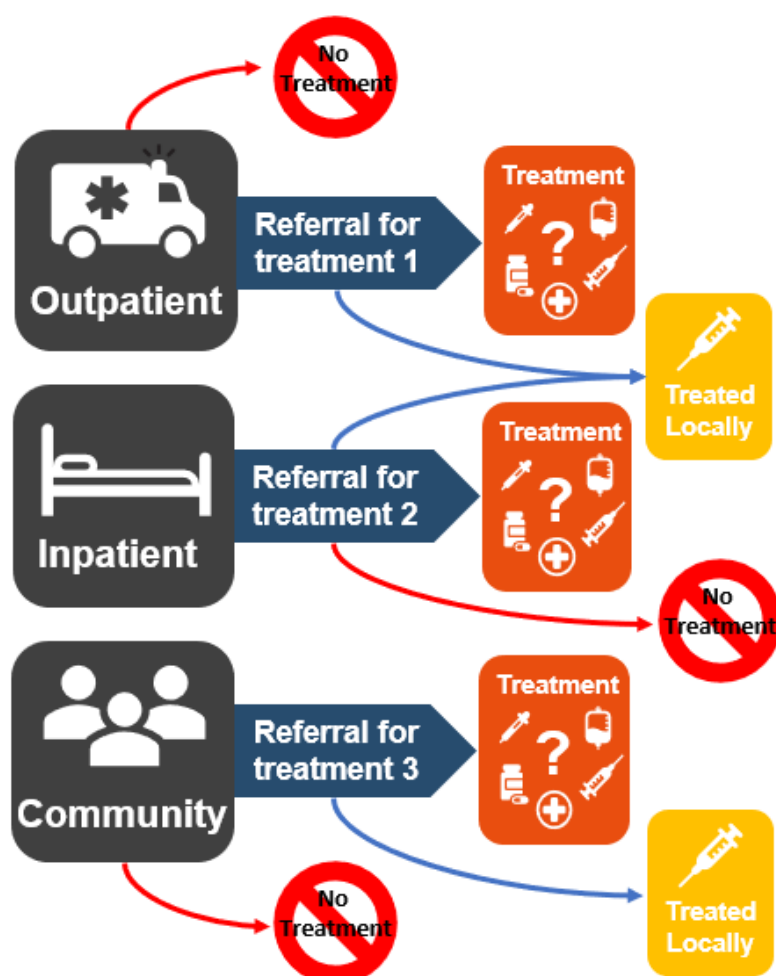 No
Treatment
Outpatient
Referral for
treatment 1
Treatment
?
Treated
Locally
Inpatient
Referral for
treatment 2
Treatment
?
No
Treatment
Community
Referral for
treatment 3
Treatment
?
No
Treatment
Treated
Locally